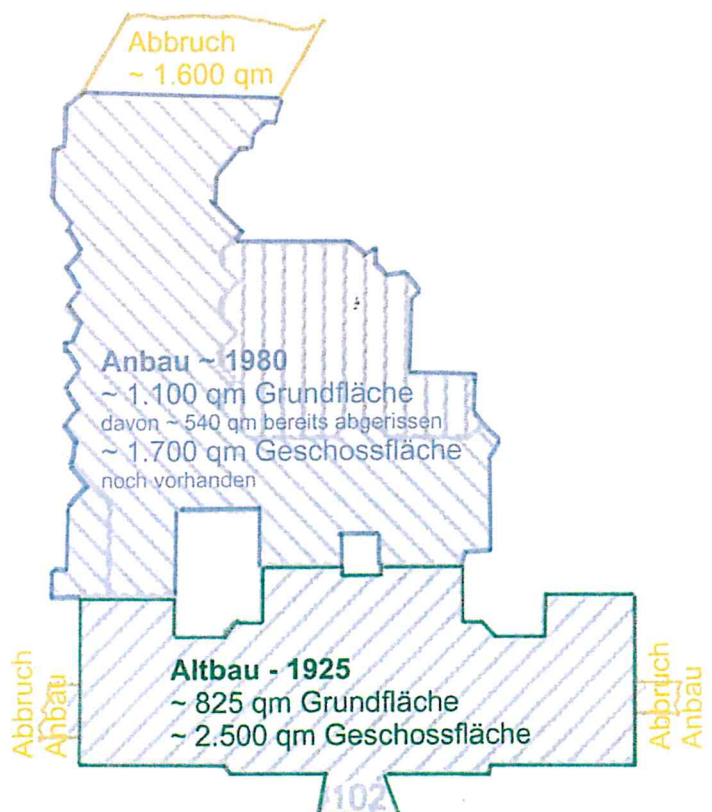 Abbruch
~ 1.600 qm
Anbau ~ 1980
~ 1.100 qm Grundfläche
davon ~ 540 qm bereits abgerissen
~ 1.700 qm Geschossfläche
noch vorhanden
Altbau - 1925
~ 825 qm Grundfläche
~ 2.500 qm Geschossfläche
Abbruch
Anbau
Abbruch
Anbau
102